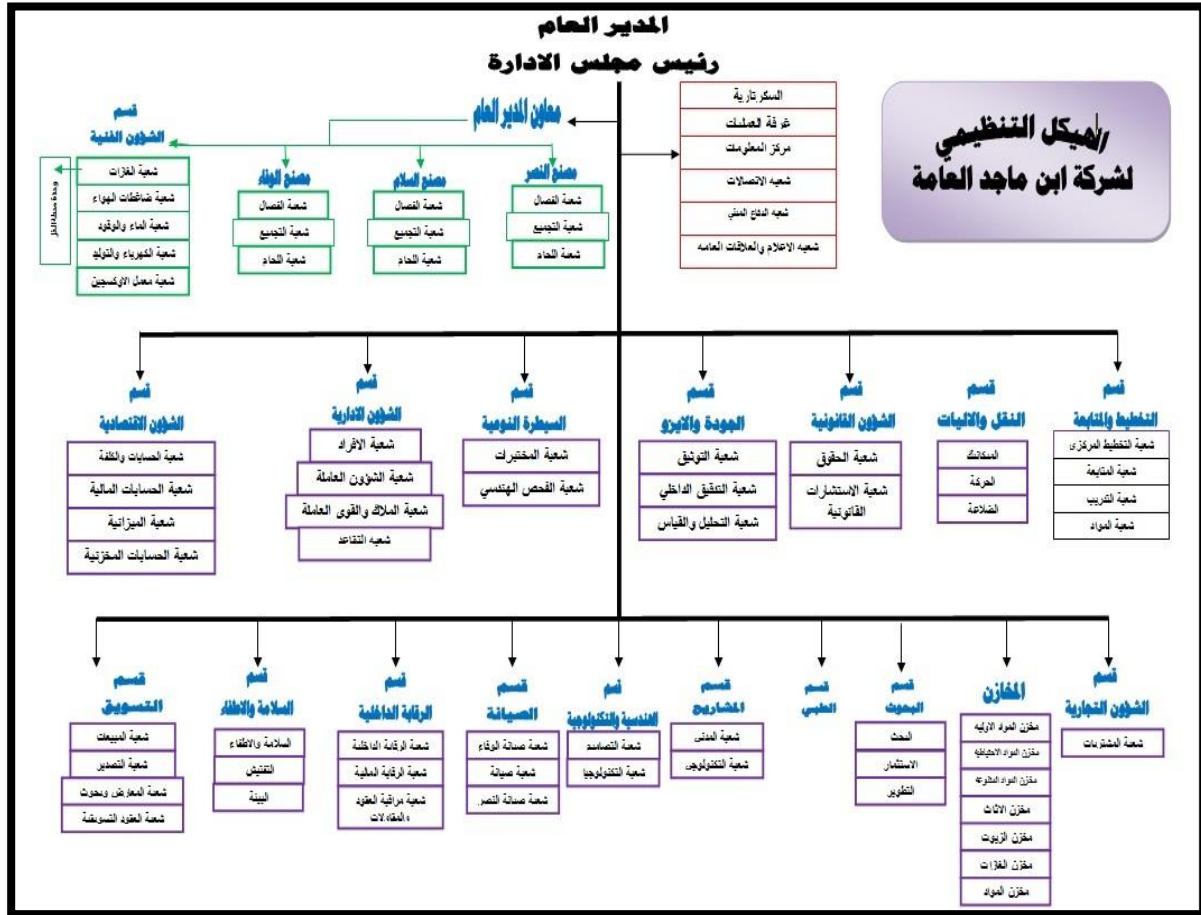 المدير العام
رئيس مجلس الادارة
الهيكل التنظيمي
لشركة ابن ماجد العامة
السكرتارية
غرفة العمليات
مركز المعلومات
شعبه الاتصالات
شعبه الدفاع المدني
شعبه الاعلام والعلاقات العامه
معاون المدير العام
مصنع النصر
شعبة الفصال
شعبة التجميع
شعبة اللحام
مصنع السلام
شعبة الفصال
شعبة التجميع
شعبة اللحام
مصنع الوفاء
شعبة الفصال
شعبة التجميع
شعبة اللحام
قسم
الشؤون الفنية
شعبة الغازات
شعبة ضاغطات الهواء
شعبة الماء والوقود
شعبة الكهرباء والتوليد
شعبة معمل الاوكسجين
وحدة محطة
قسم
التخطيط والمتابعة
شعبة التخطيط المركزي
شعبة المتابعة
شعبة التدريب
شعبة المواد
قسم
النقل والاليات
الميكانيك
الحركة
الضلاعة
قسم
الشؤون القانونية
شعبة الحقوق
شعبة الاستشارات
القانونية
قسم
الجودة والايزو
شعبة التوثيق
شعبة التدقيق الداخلي
شعبة التحليل والقياس
قسم
السيطرة النوعية
شعبة المختبرات
شعبة الفحص الهندسي
قسم
الشؤون الادارية
شعبة الافراد
شعبة الشؤون العاملة
شعبة الملاك والقوى العاملة
شعبه التقاعد
قسم
الشؤون الاقتصادية
شعبة الحسابات والكلفة
شعبة الحسابات المالية
شعبة الميزانية
شعبة الحسابات المخزنية
قسم
الشؤون التجارية
شعبة المشتريات
المخازن
مخزن المواد الاوليه
مخزن المواد الاحتياطيه
مخزن المواد المتنوعه
مخزن الاثاث
مخزن الزيوت
مخزن الغازات
مخزن المواد
قسم
البحوث
البحث
الاستثمار
التطوير
الطبي
قسم
المشاريع
شعبة المدني
شعبة التكنولوجي
قسم
الهندسية والتكنولوجية
شعبة التصاميم
شعبة التكنولوجيا
قسم
الصيانة
شعبة صيانة الوفاء
شعبة صيانة
شعبة صيانة النصر
قسم
الرقابة الداخلية
شعبة الرقابة الداخلية
شعبة الرقابة المالية
شعبة مراقبة العقود
والمقاولات
قسم
السلامة والاطفاء
السلامة والاطفاء
التفتيش
البيئة
قسم
التسويق
شعبة المبيعات
شعبة التصدير
شعبة المعارض وبحوث
شعبة العقود التسويقية